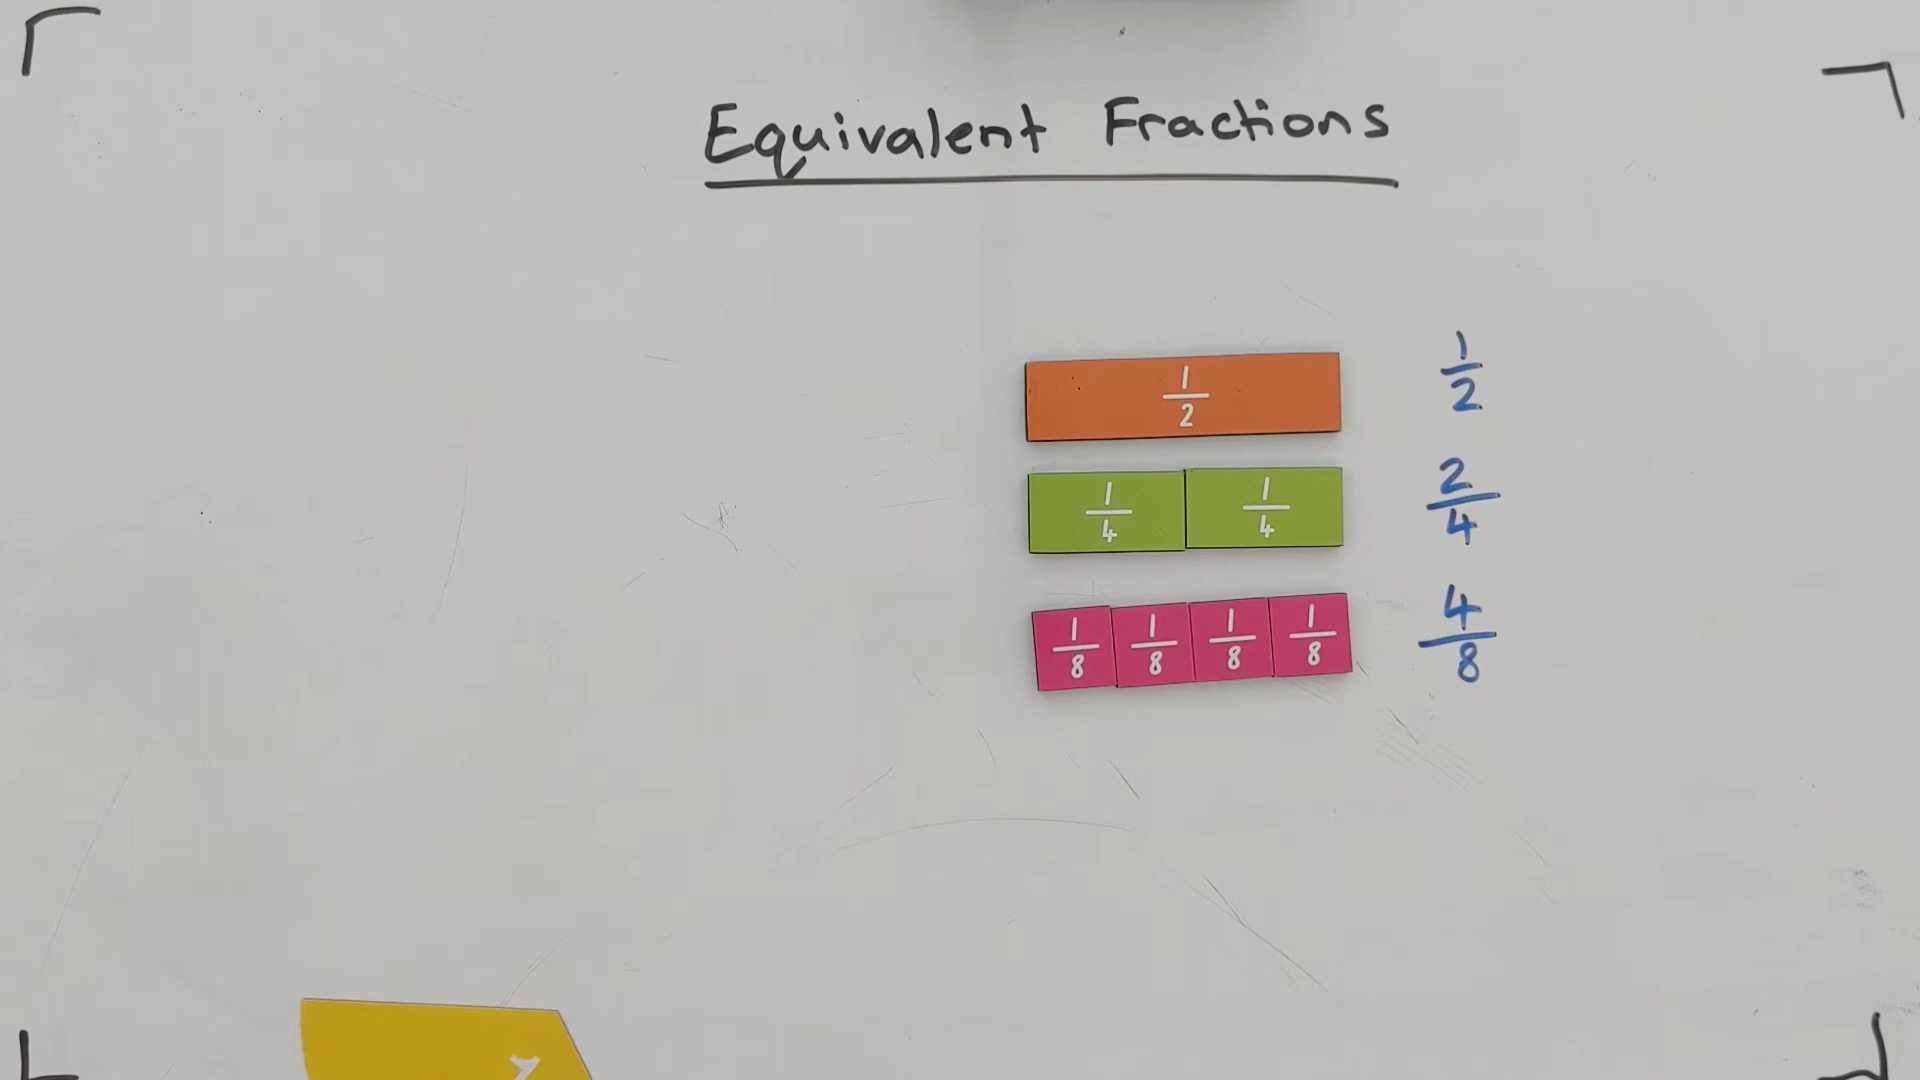 Equivalent Fractions
1/2 1/2
1/4 1/4 2/4
1/8 1/8 1/8 1/8 4/8